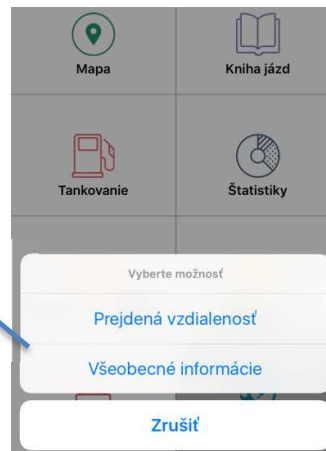 Mapa
Kniha jázd
Tankovanie
Štatistiky
Vyberte možnosť
Prejdená vzdialenosť
Všeobecné informácie
Zrušiť